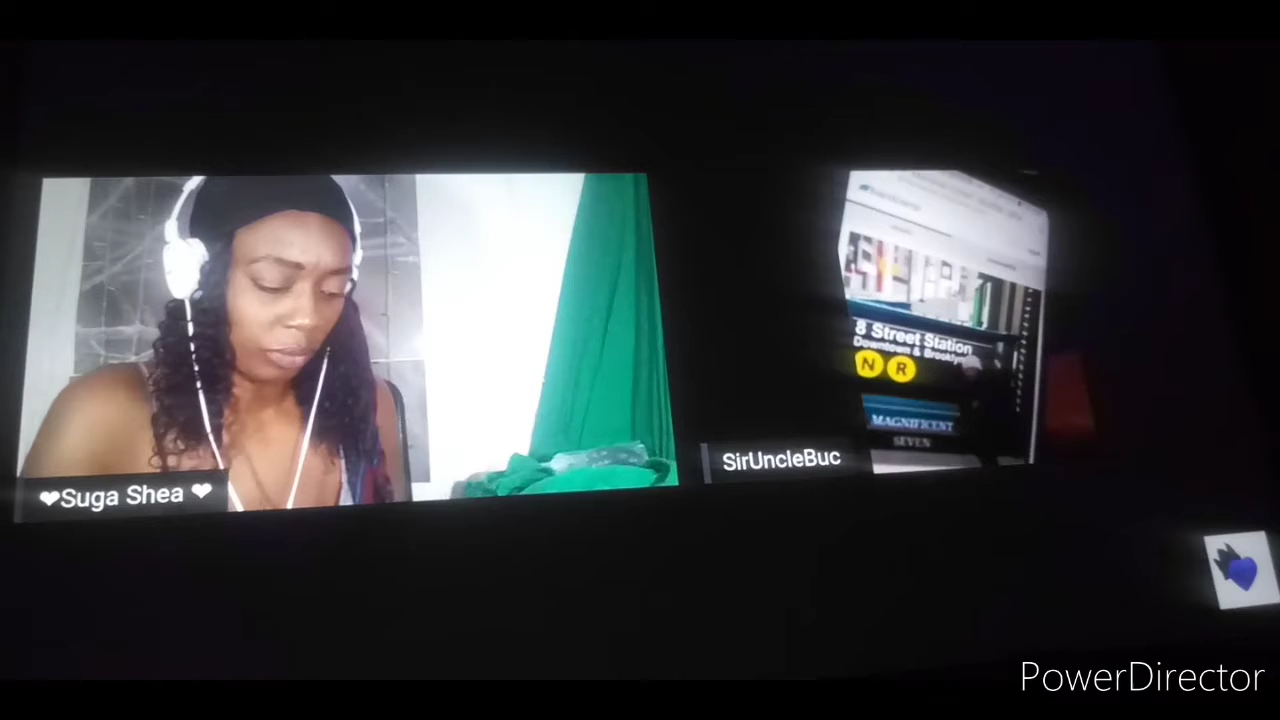 8 Street Station
Downtown & Brooklyn
N R
MAGNIFICENT
SEVEN
SirUncleBuc
❤Suga Shea ❤
PowerDirector